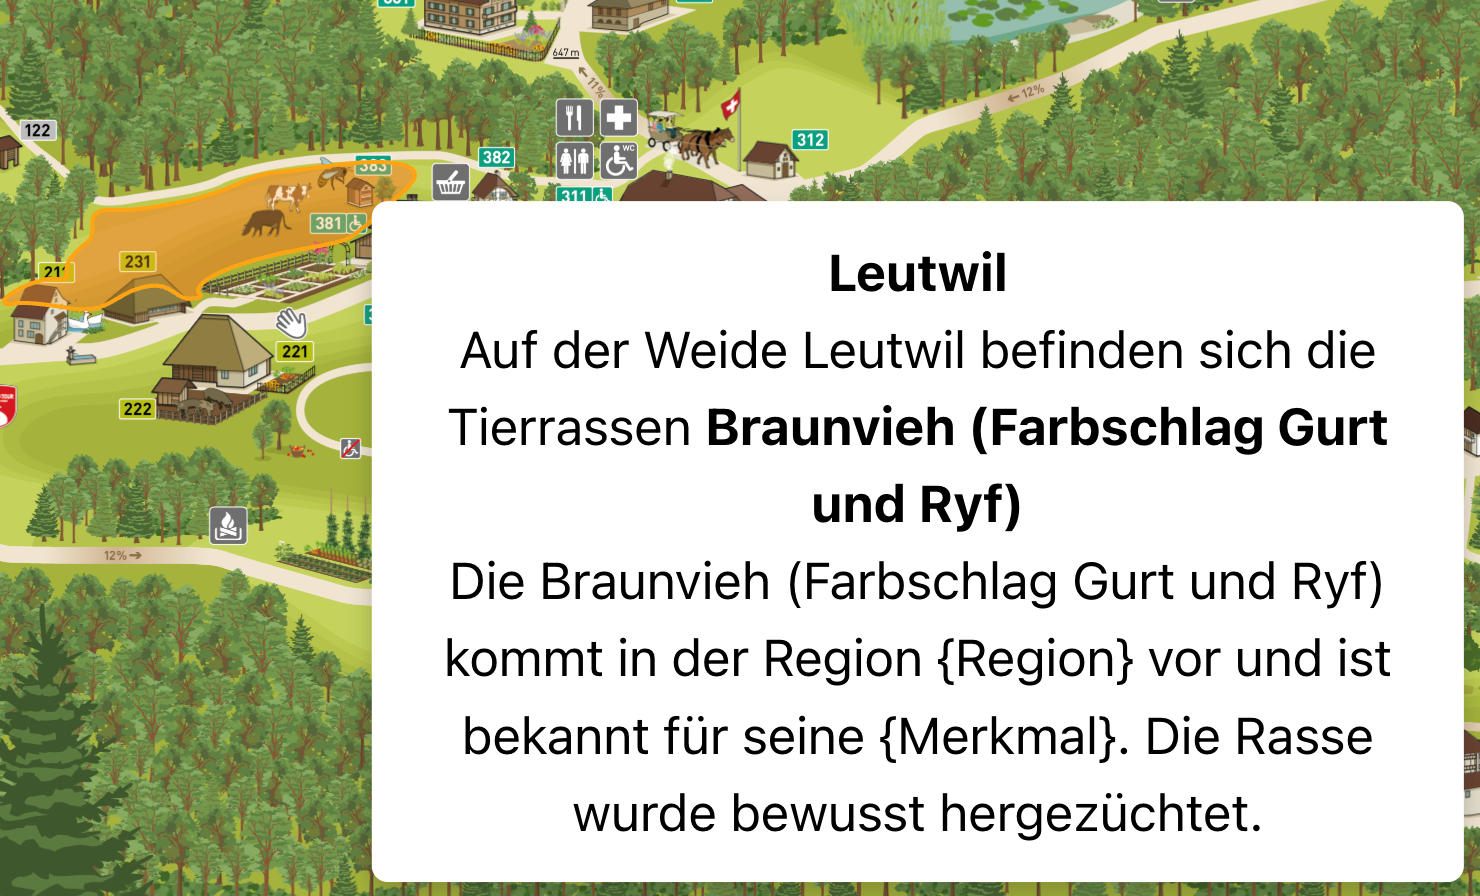 647 m
←11%
←12%
122
312
382
383
WC
311
381
211
231
221
222
12%→
Leutwil
Auf der Weide Leutwil befinden sich die
Tierrassen Braunvieh (Farbschlag Gurt
und Ryf)
Die Braunvieh (Farbschlag Gurt und Ryf)
kommt in der Region {Region} vor und ist
bekannt für seine {Merkmal}. Die Rasse
wurde bewusst hergezüchtet.